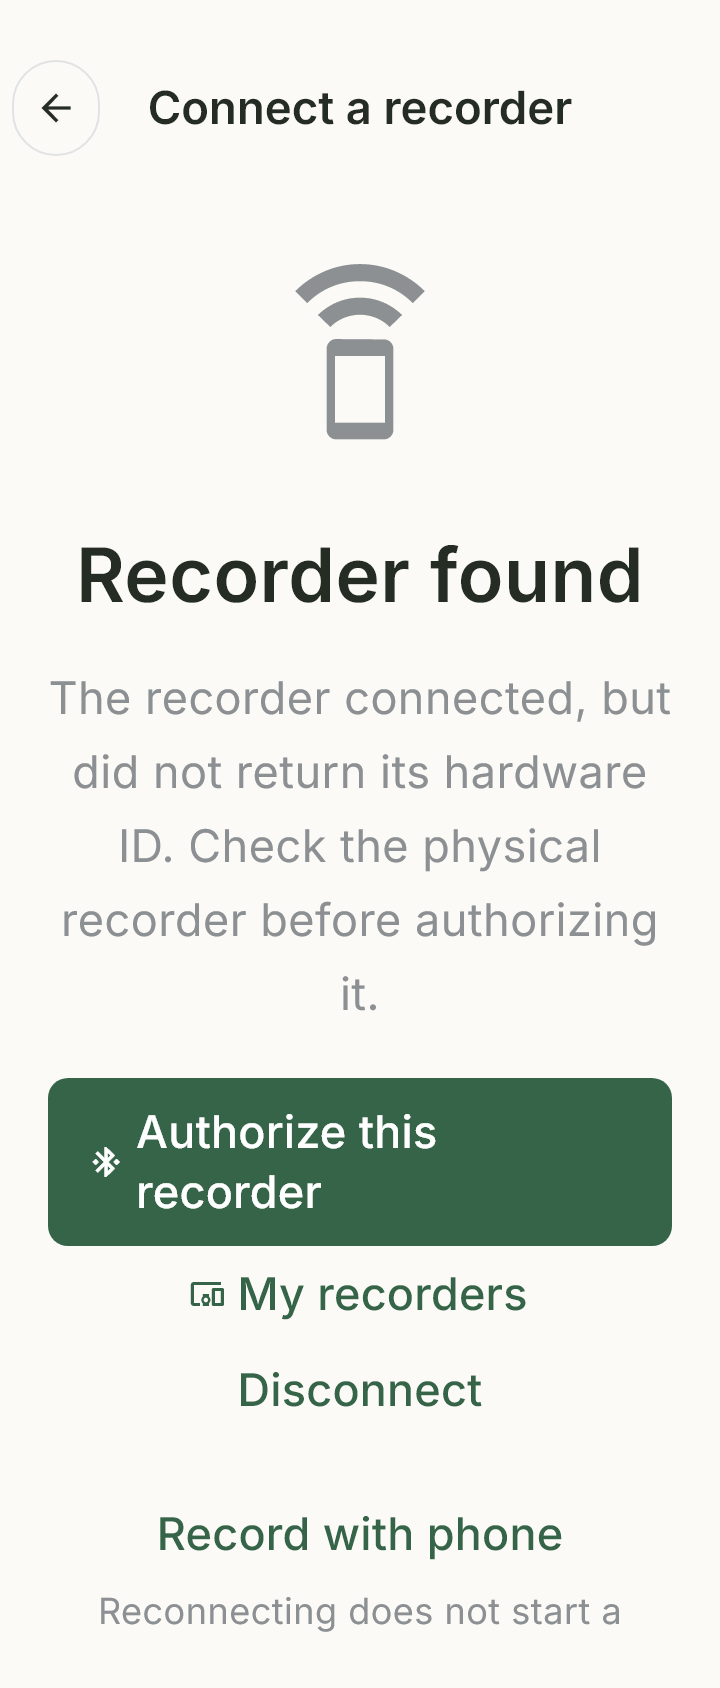 Connect a recorder
Recorder found
The recorder connected, but
did not return its hardware
ID. Check the physical
recorder before authorizing
it.
Authorize this
recorder
My recorders
Disconnect
Record with phone
Reconnecting does not start a